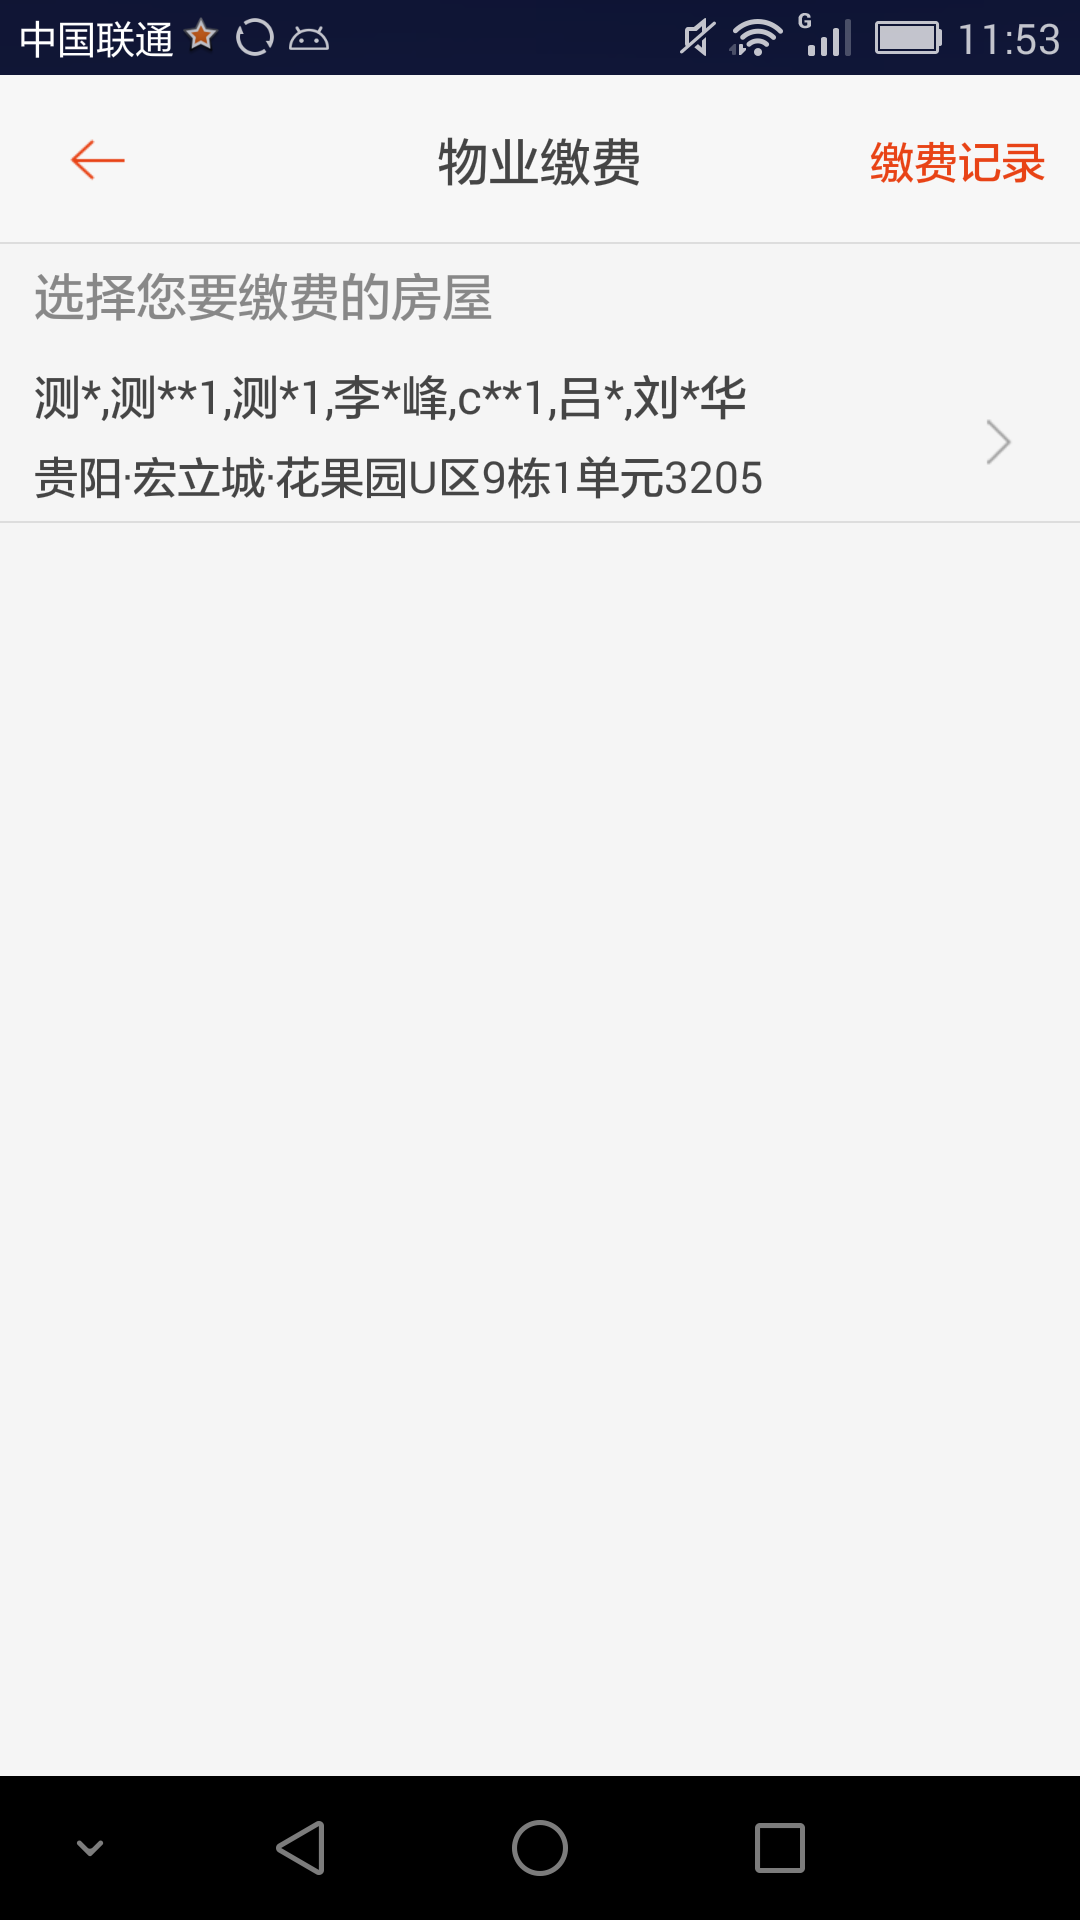 中国联通 G 11:53
物业缴费 缴费记录
选择您要缴费的房屋
测*,测**1,测*1,李*峰,c**1,吕*,刘*华
贵阳·宏立城·花果园U区9栋1单元3205